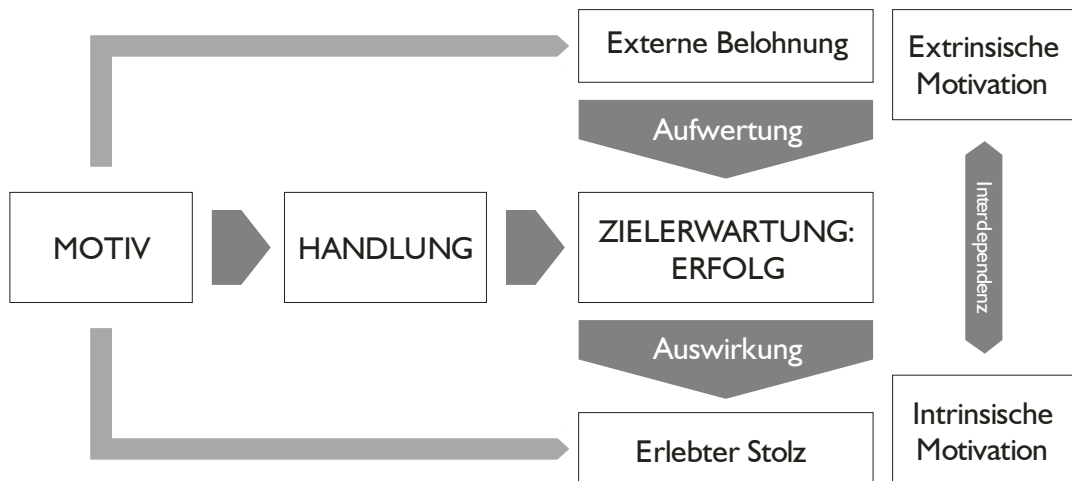 Externe Belohnung
Extrinsische
Motivation
Aufwertung
Interdependenz
MOTIV
HANDLUNG
ZIELERWARTUNG:
ERFOLG
Auswirkung
Erlebter Stolz
Intrinsische
Motivation